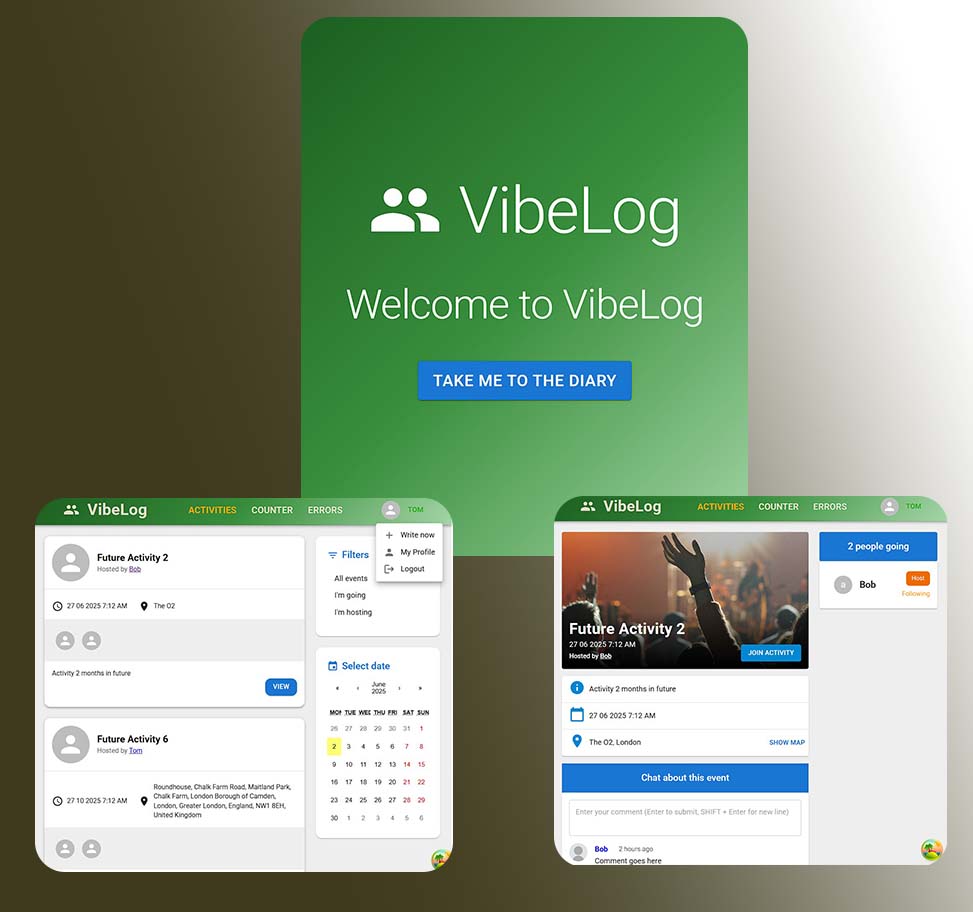 VibeLog
Welcome to VibeLog
TAKE ME TO THE DIARY
VibeLog ACTIVITIES COUNTER ERRORS TOM
Write now
My Profile
Logout
Future Activity 2
Hosted by Bob
27 06 2025 7:12 AM The O2
Activity 2 months in future
VIEW
Future Activity 6
Hosted by Tom
27 10 2025 7:12 AM
Roundhouse, Chalk Farm Road, Maitland Park,
Chalk Farm, London Borough of Camden,
London, Greater London, England, NW1 8EH,
United Kingdom
Filters
All events
I'm going
I'm hosting
Select date
« ‹ June 2025 › »
MON TUE WED THU FRI SAT SUN
26 27 28 29 30 31 1
2 3 4 5 6 7 8
9 10 11 12 13 14 15
16 17 18 19 20 21 22
23 24 25 26 27 28 29
30 1 2 3 4 5 6
VibeLog ACTIVITIES COUNTER ERRORS TOM
Future Activity 2
27 06 2025 7:12 AM
Hosted by Bob
JOIN ACTIVITY
Activity 2 months in future
27 06 2025 7:12 AM
The O2, London SHOW MAP
Chat about this event
Enter your comment (Enter to submit, SHIFT + Enter for new line)
Bob 2 hours ago
Comment goes here
2 people going
a Bob Host
Following